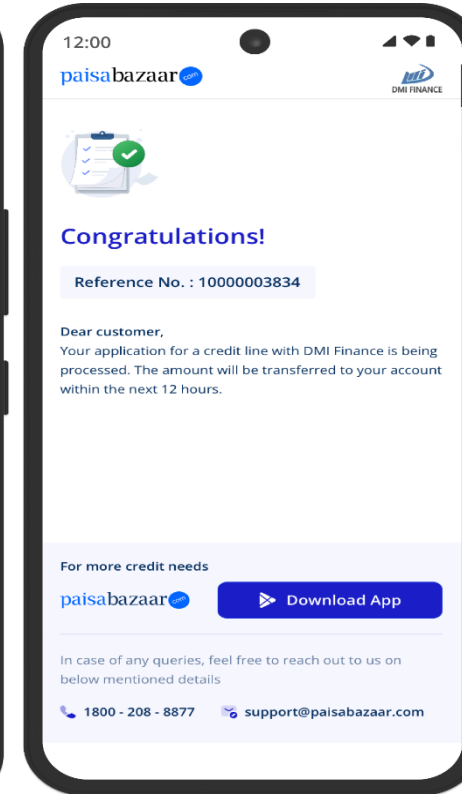 12:00
paisabazaar com
mi
DMI FINANCE
Congratulations!
Reference No. : 10000003834
Dear customer,
Your application for a credit line with DMI Finance is being
processed. The amount will be transferred to your account
within the next 12 hours.
For more credit needs
paisabazaar com
Download App
In case of any queries, feel free to reach out to us on
below mentioned details
1800 - 208 - 8877
support@paisabazaar.com